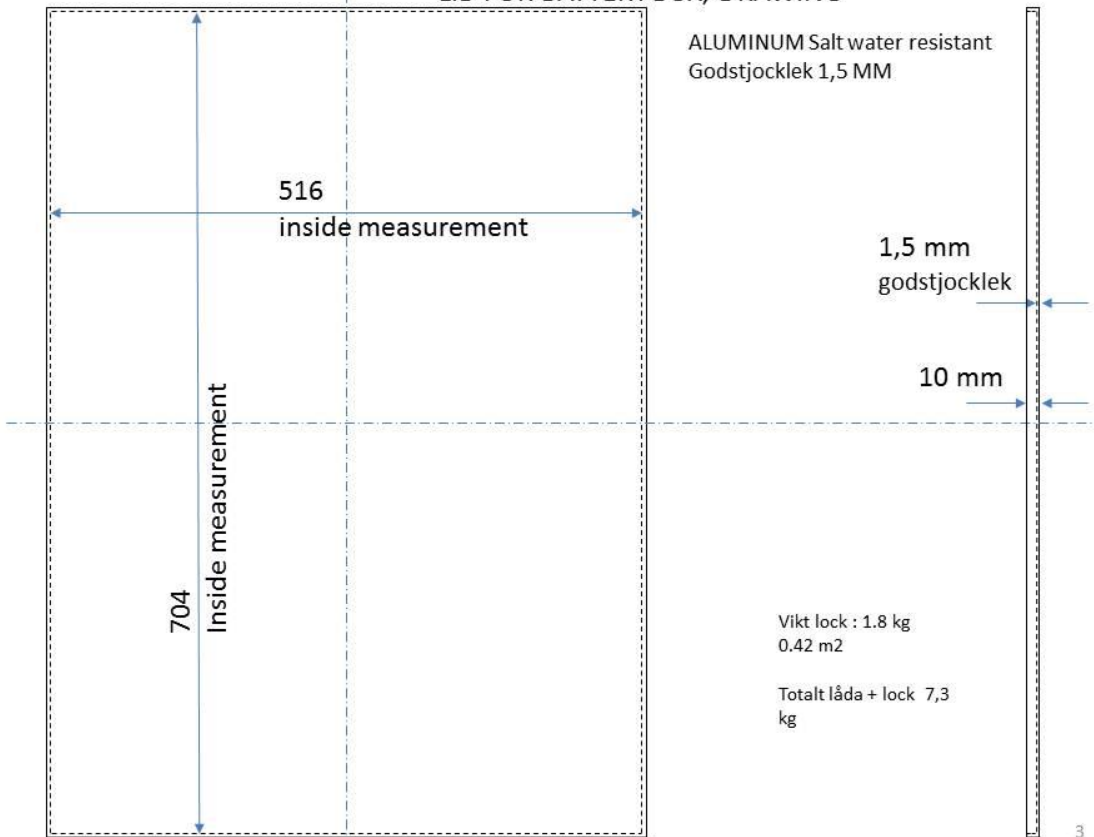 ALUMINUM Salt water resistant
Godstjocklek 1,5 MM
516
inside measurement
1,5 mm
godstjocklek
10 mm
704
Inside measurement
Vikt lock : 1.8 kg
0.42 m2
Totalt låda + lock 7,3
kg
3